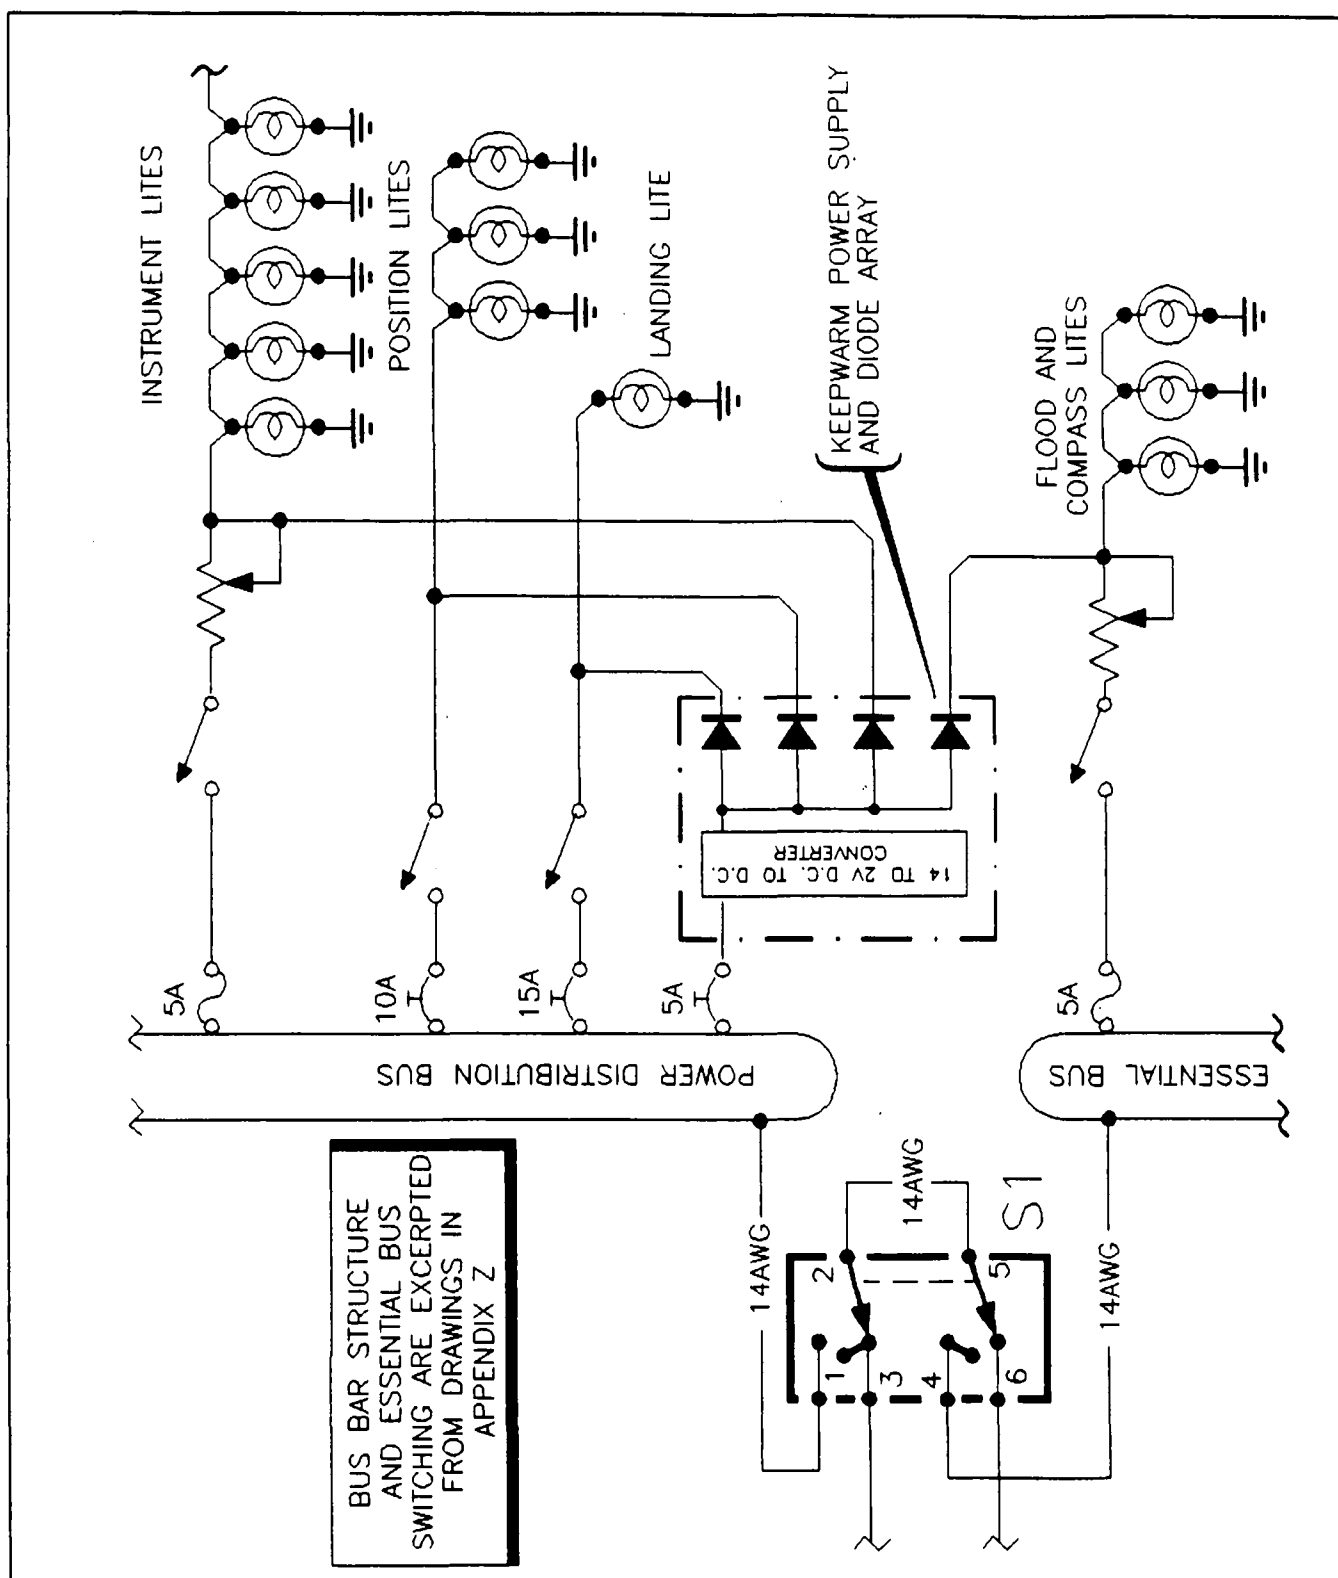 INSTRUMENT LITES
POSITION LITES
LANDING LITE
KEEPWARM POWER SUPPLY
AND DIODE ARRAY
FLOOD AND
COMPASS LITES
14 TO 2V D.C. TO D.C.
CONVERTER
5A
10A
15A
5A
5A
POWER DISTRIBUTION BUS
ESSENTIAL BUS
BUS BAR STRUCTURE
AND ESSENTIAL BUS
SWITCHING ARE EXCERPTED
FROM DRAWINGS IN
APPENDIX Z
14AWG
14AWG
14AWG
S1
2
5
1
3
4
6